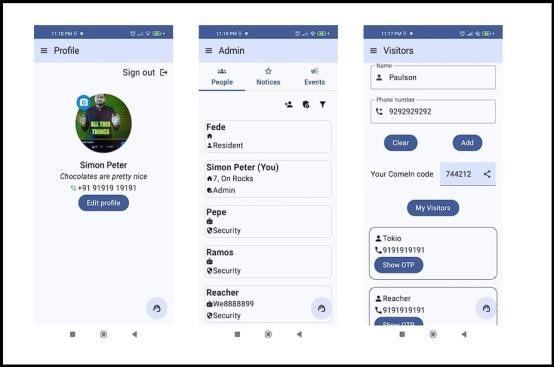 11:18 PM
Profile
Sign out
ALL THIS
THINGS
Simon Peter
Chocolates are pretty nice
+91 91919 19191
Edit profile
11:19 PM
Admin
People
Notices
Events
Fede
Resident
Simon Peter (You)
7, On Rocks
Admin
Pepe
Security
Ramos
Security
Reacher
We8888899
Security
11:17 PM
Visitors
Name
Paulson
Phone number
9292929292
Clear
Add
Your ComeIn code
744212
My Visitors
Tokio
9191919191
Show OTP
Reacher
9191919191
Show OTP